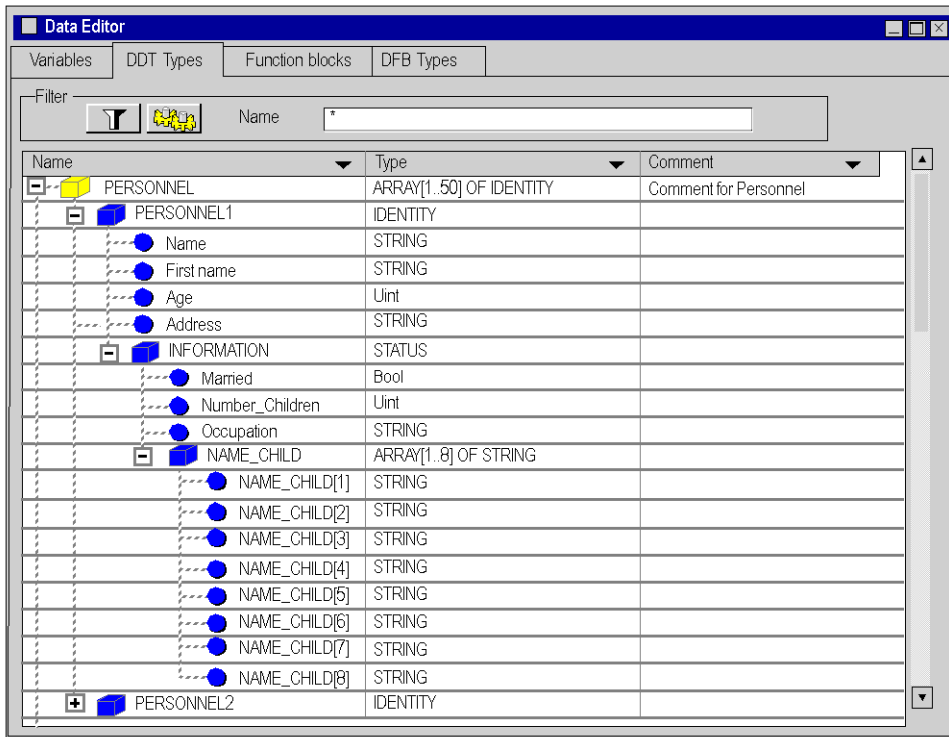 Data Editor
Variables DDT Types Function blocks DFB Types
Filter
Name *
Name Type Comment
PERSONNEL ARRAY[1..50] OF IDENTITY Comment for Personnel
PERSONNEL1 IDENTITY
Name STRING
First name STRING
Age Uint
Address STRING
INFORMATION STATUS
Married Bool
Number_Children Uint
Occupation STRING
NAME_CHILD ARRAY[1..8] OF STRING
NAME_CHILD[1] STRING
NAME_CHILD[2] STRING
NAME_CHILD[3] STRING
NAME_CHILD[4] STRING
NAME_CHILD[5] STRING
NAME_CHILD[6] STRING
NAME_CHILD[7] STRING
NAME_CHILD[8] STRING
PERSONNEL2 IDENTITY